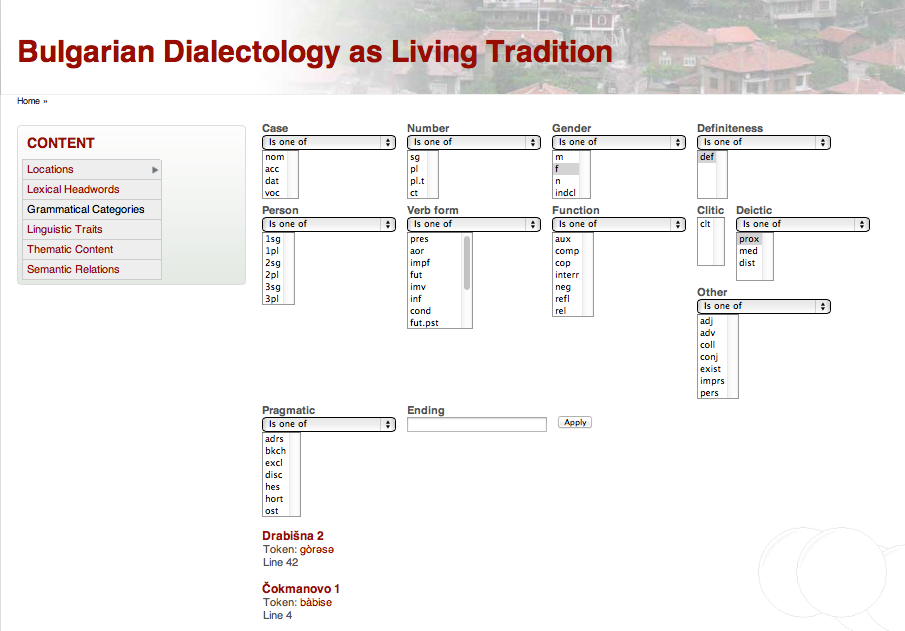 Bulgarian Dialectology as Living Tradition
Home »
CONTENT
Locations
Lexical Headwords
Grammatical Categories
Linguistic Traits
Thematic Content
Semantic Relations
Case
Is one of
nom
acc
dat
voc
Number
Is one of
sg
pl
pl.t
ct
Gender
Is one of
m
f
n
indcl
Definiteness
Is one of
def
Person
Is one of
1sg
1pl
2sg
2pl
3sg
3pl
Verb form
Is one of
pres
aor
impf
fut
imv
inf
cond
fut.pst
Function
Is one of
aux
comp
cop
interr
neg
refl
rel
Clitic
clt
Deictic
Is one of
prox
med
dist
Other
Is one of
adj
adv
coll
conj
exist
imprs
pers
Pragmatic
Is one of
adrs
bkch
excl
disc
hes
hort
ost
Ending
Apply
Drabišna 2
Token: gòrəsə
Line 42
Čokmanovo 1
Token: bàbise
Line 4